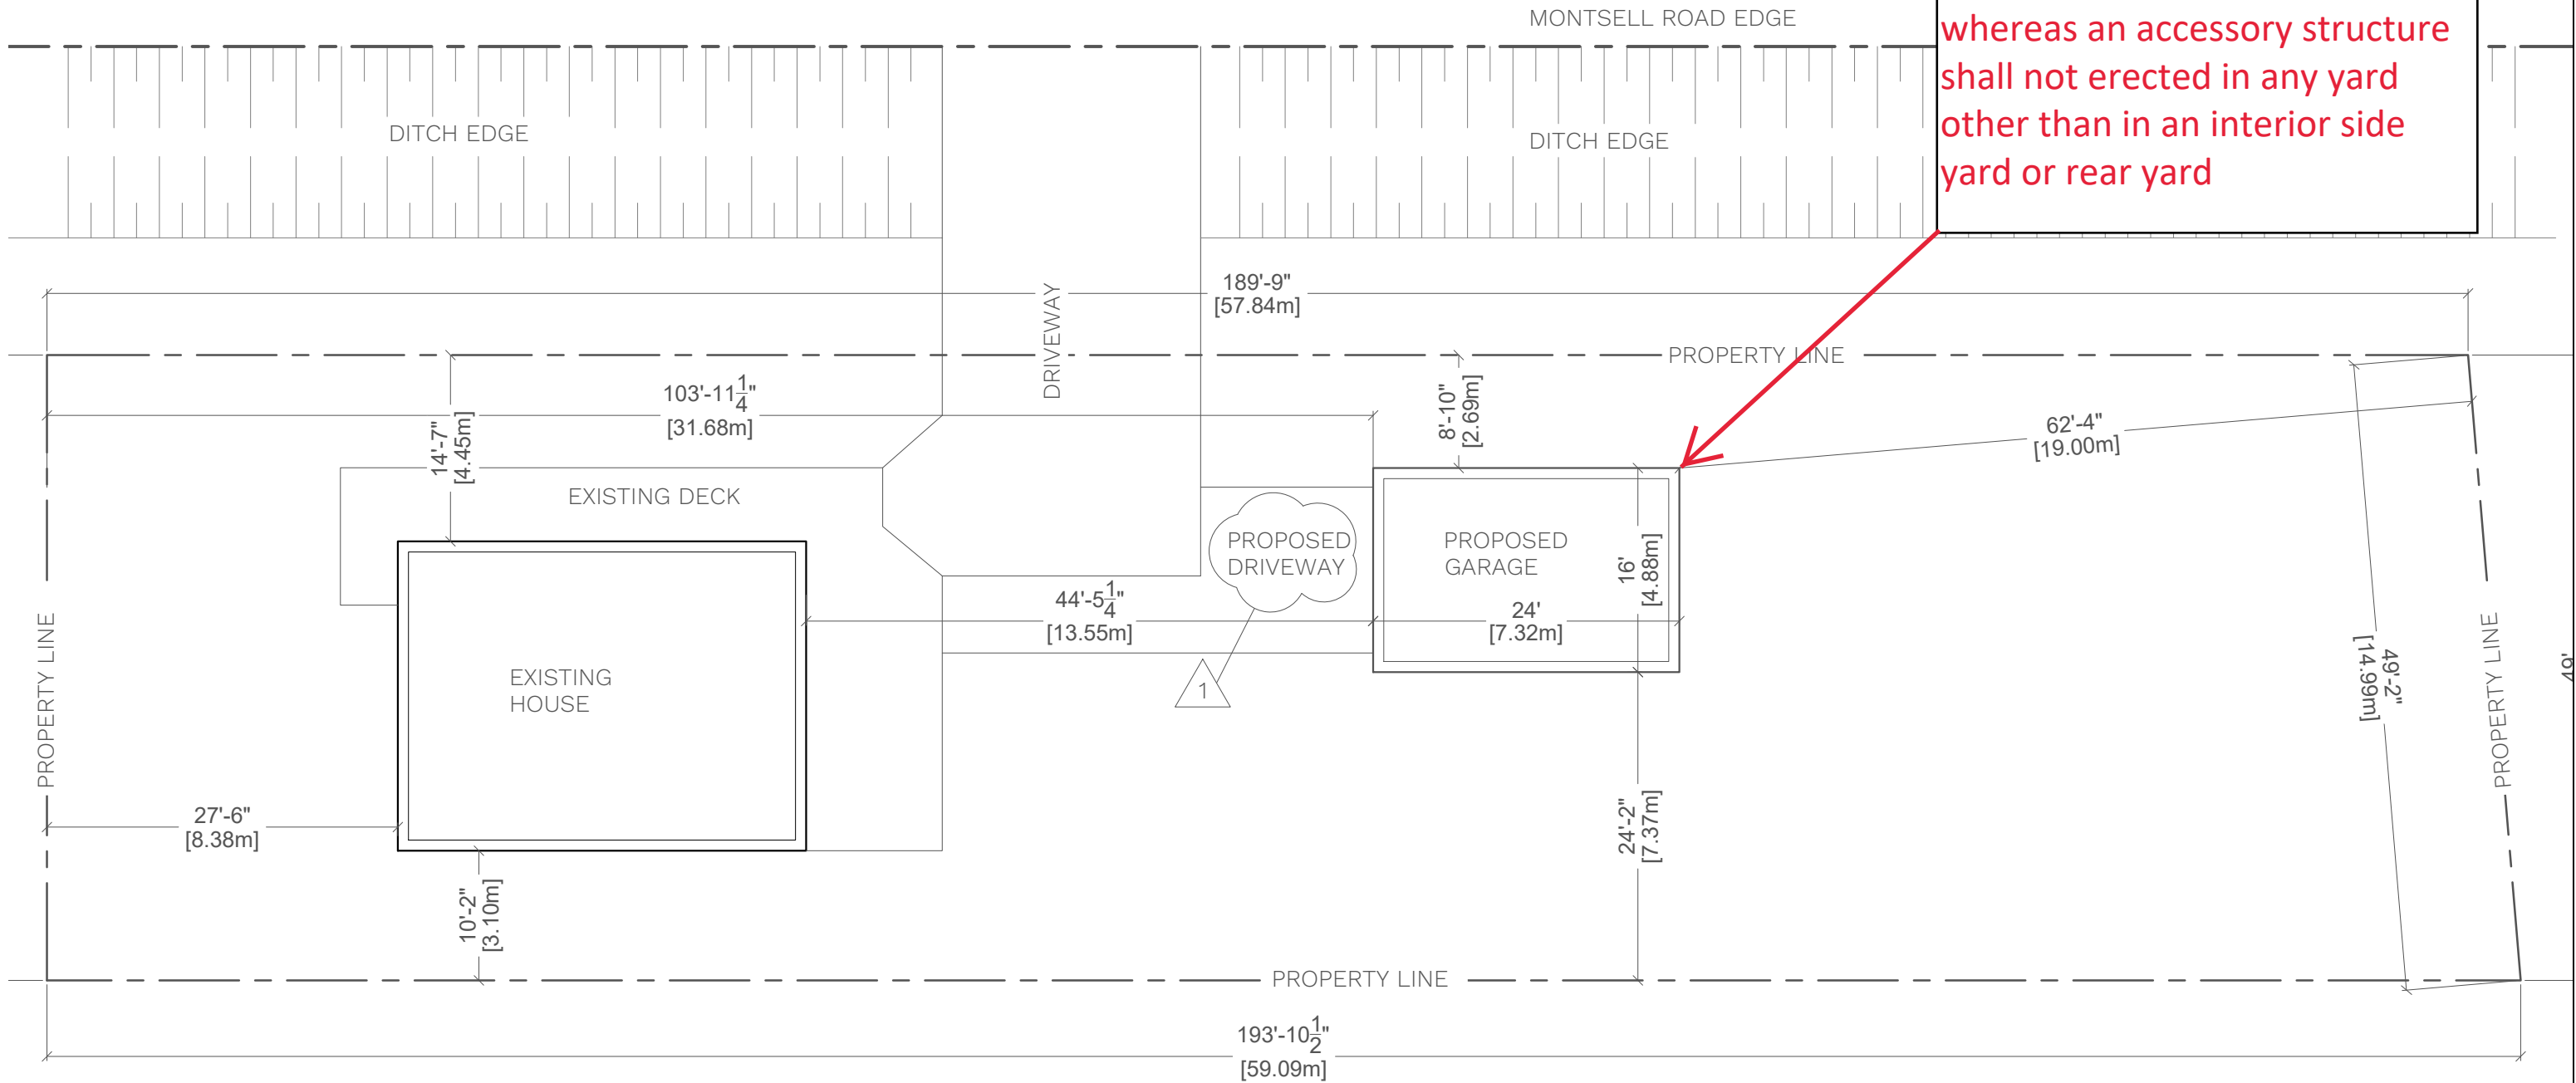 MONTSELL ROAD EDGE
whereas an accessory structure
shall not erected in any yard
other than in an interior side
yard or rear yard
DITCH EDGE
DITCH EDGE
189'-9"
[57.84m]
DRIVEWAY
PROPERTY LINE
103'-11 1/4"
[31.68m]
14'-7"
[4.45m]
8'-10"
[2.69m]
62'-4"
[19.00m]
EXISTING DECK
PROPOSED
DRIVEWAY
PROPOSED
GARAGE
16'
[4.88m]
44'-5 1/4"
[13.55m]
24'
[7.32m]
1
EXISTING
HOUSE
PROPERTY LINE
49'-2"
[14.99m]
PROPERTY LINE
49'
27'-6"
[8.38m]
24'-2"
[7.37m]
10'-2"
[3.10m]
PROPERTY LINE
193'-10 1/2"
[59.09m]